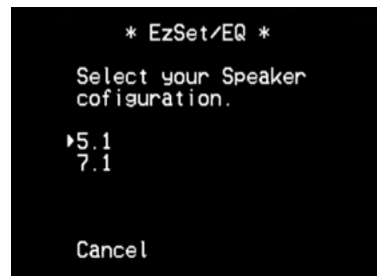 * EzSet/EQ *
Select your Speaker
cofiguration.
5.1
7.1
Cancel